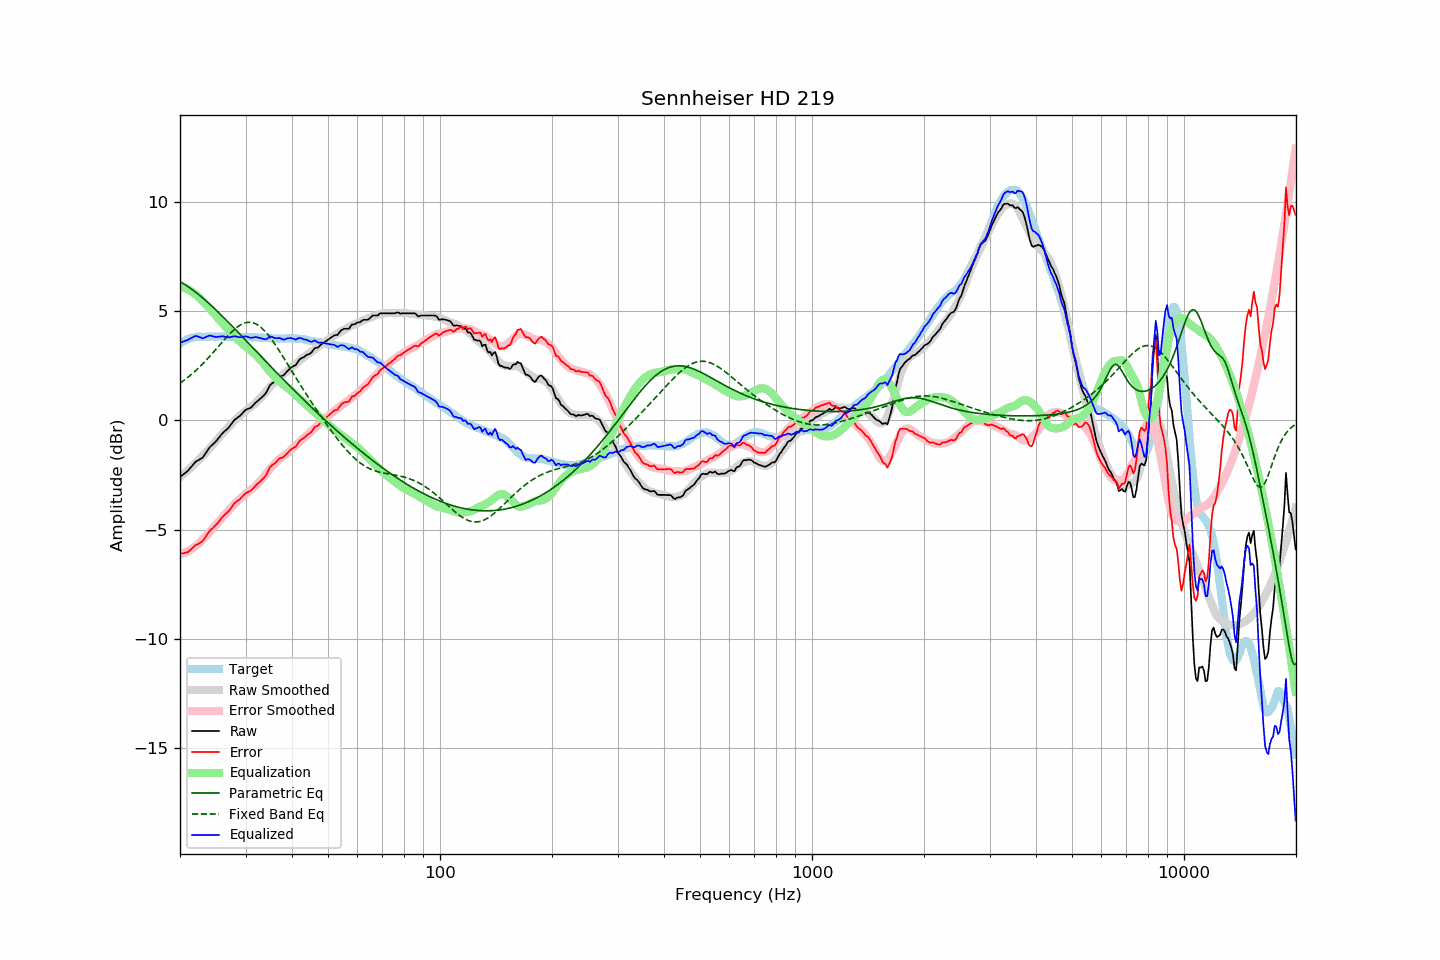 Sennheiser HD 219
Amplitude (dBr)
10
5
0
−5
−10
−15
Target
Raw Smoothed
Error Smoothed
Raw
Error
Equalization
Parametric Eq
Fixed Band Eq
Equalized
100
1000
10000
Frequency (Hz)